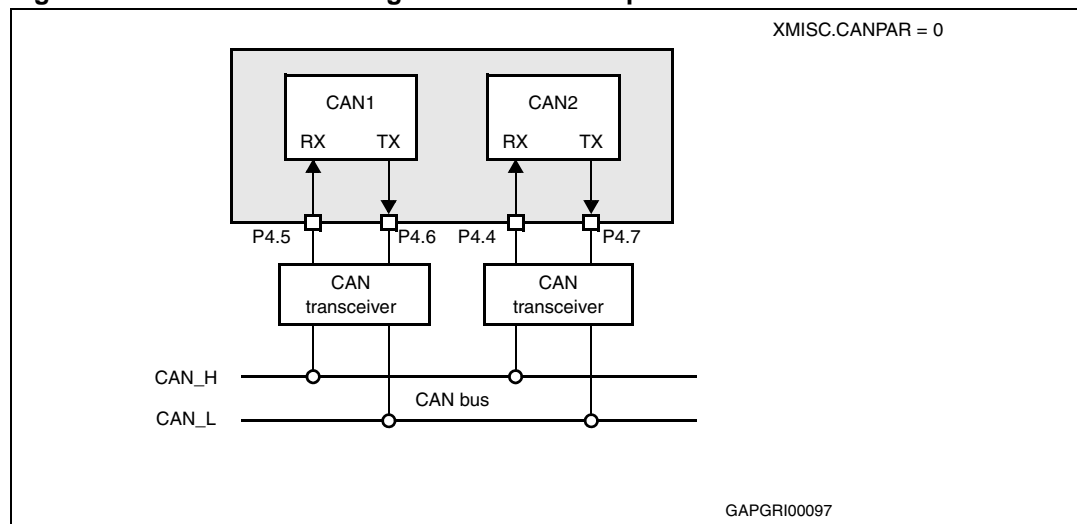 XMISC.CANPAR = 0
CAN1
CAN2
RX TX
RX TX
P4.5
P4.6
P4.4
P4.7
CAN
transceiver
CAN
transceiver
CAN_H
CAN bus
CAN_L
GAPGRI00097